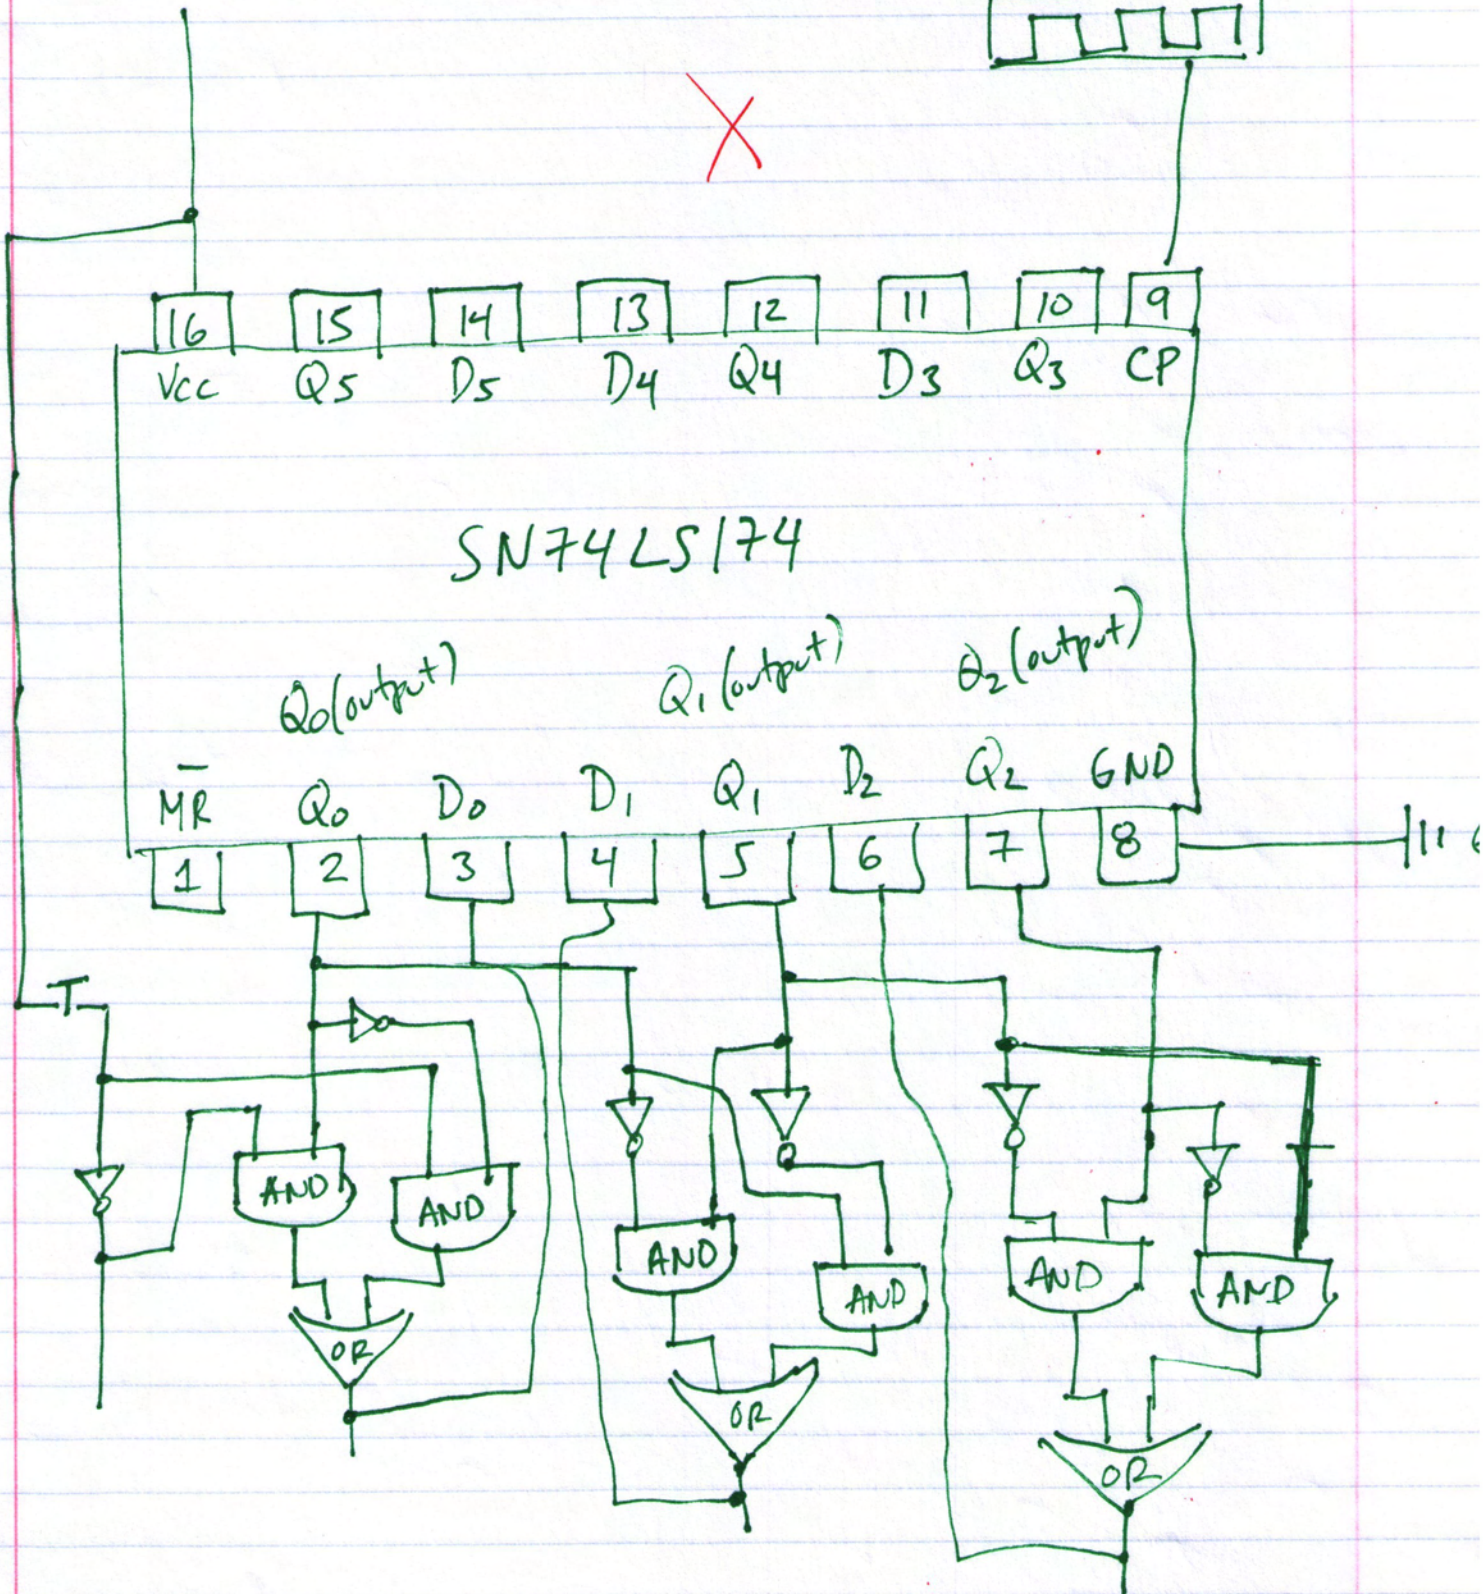 X
16 15 14 13 12 11 10 9
Vcc Q5 D5 D4 Q4 D3 Q3 CP
SN74LS174
Q0(output) Q1(output) Q2(output)
M̅R̅ Q0 D0 D1 Q1 D2 Q2 GND
1 2 3 4 5 6 7 8
T
AND AND AND AND AND AND
OR OR OR